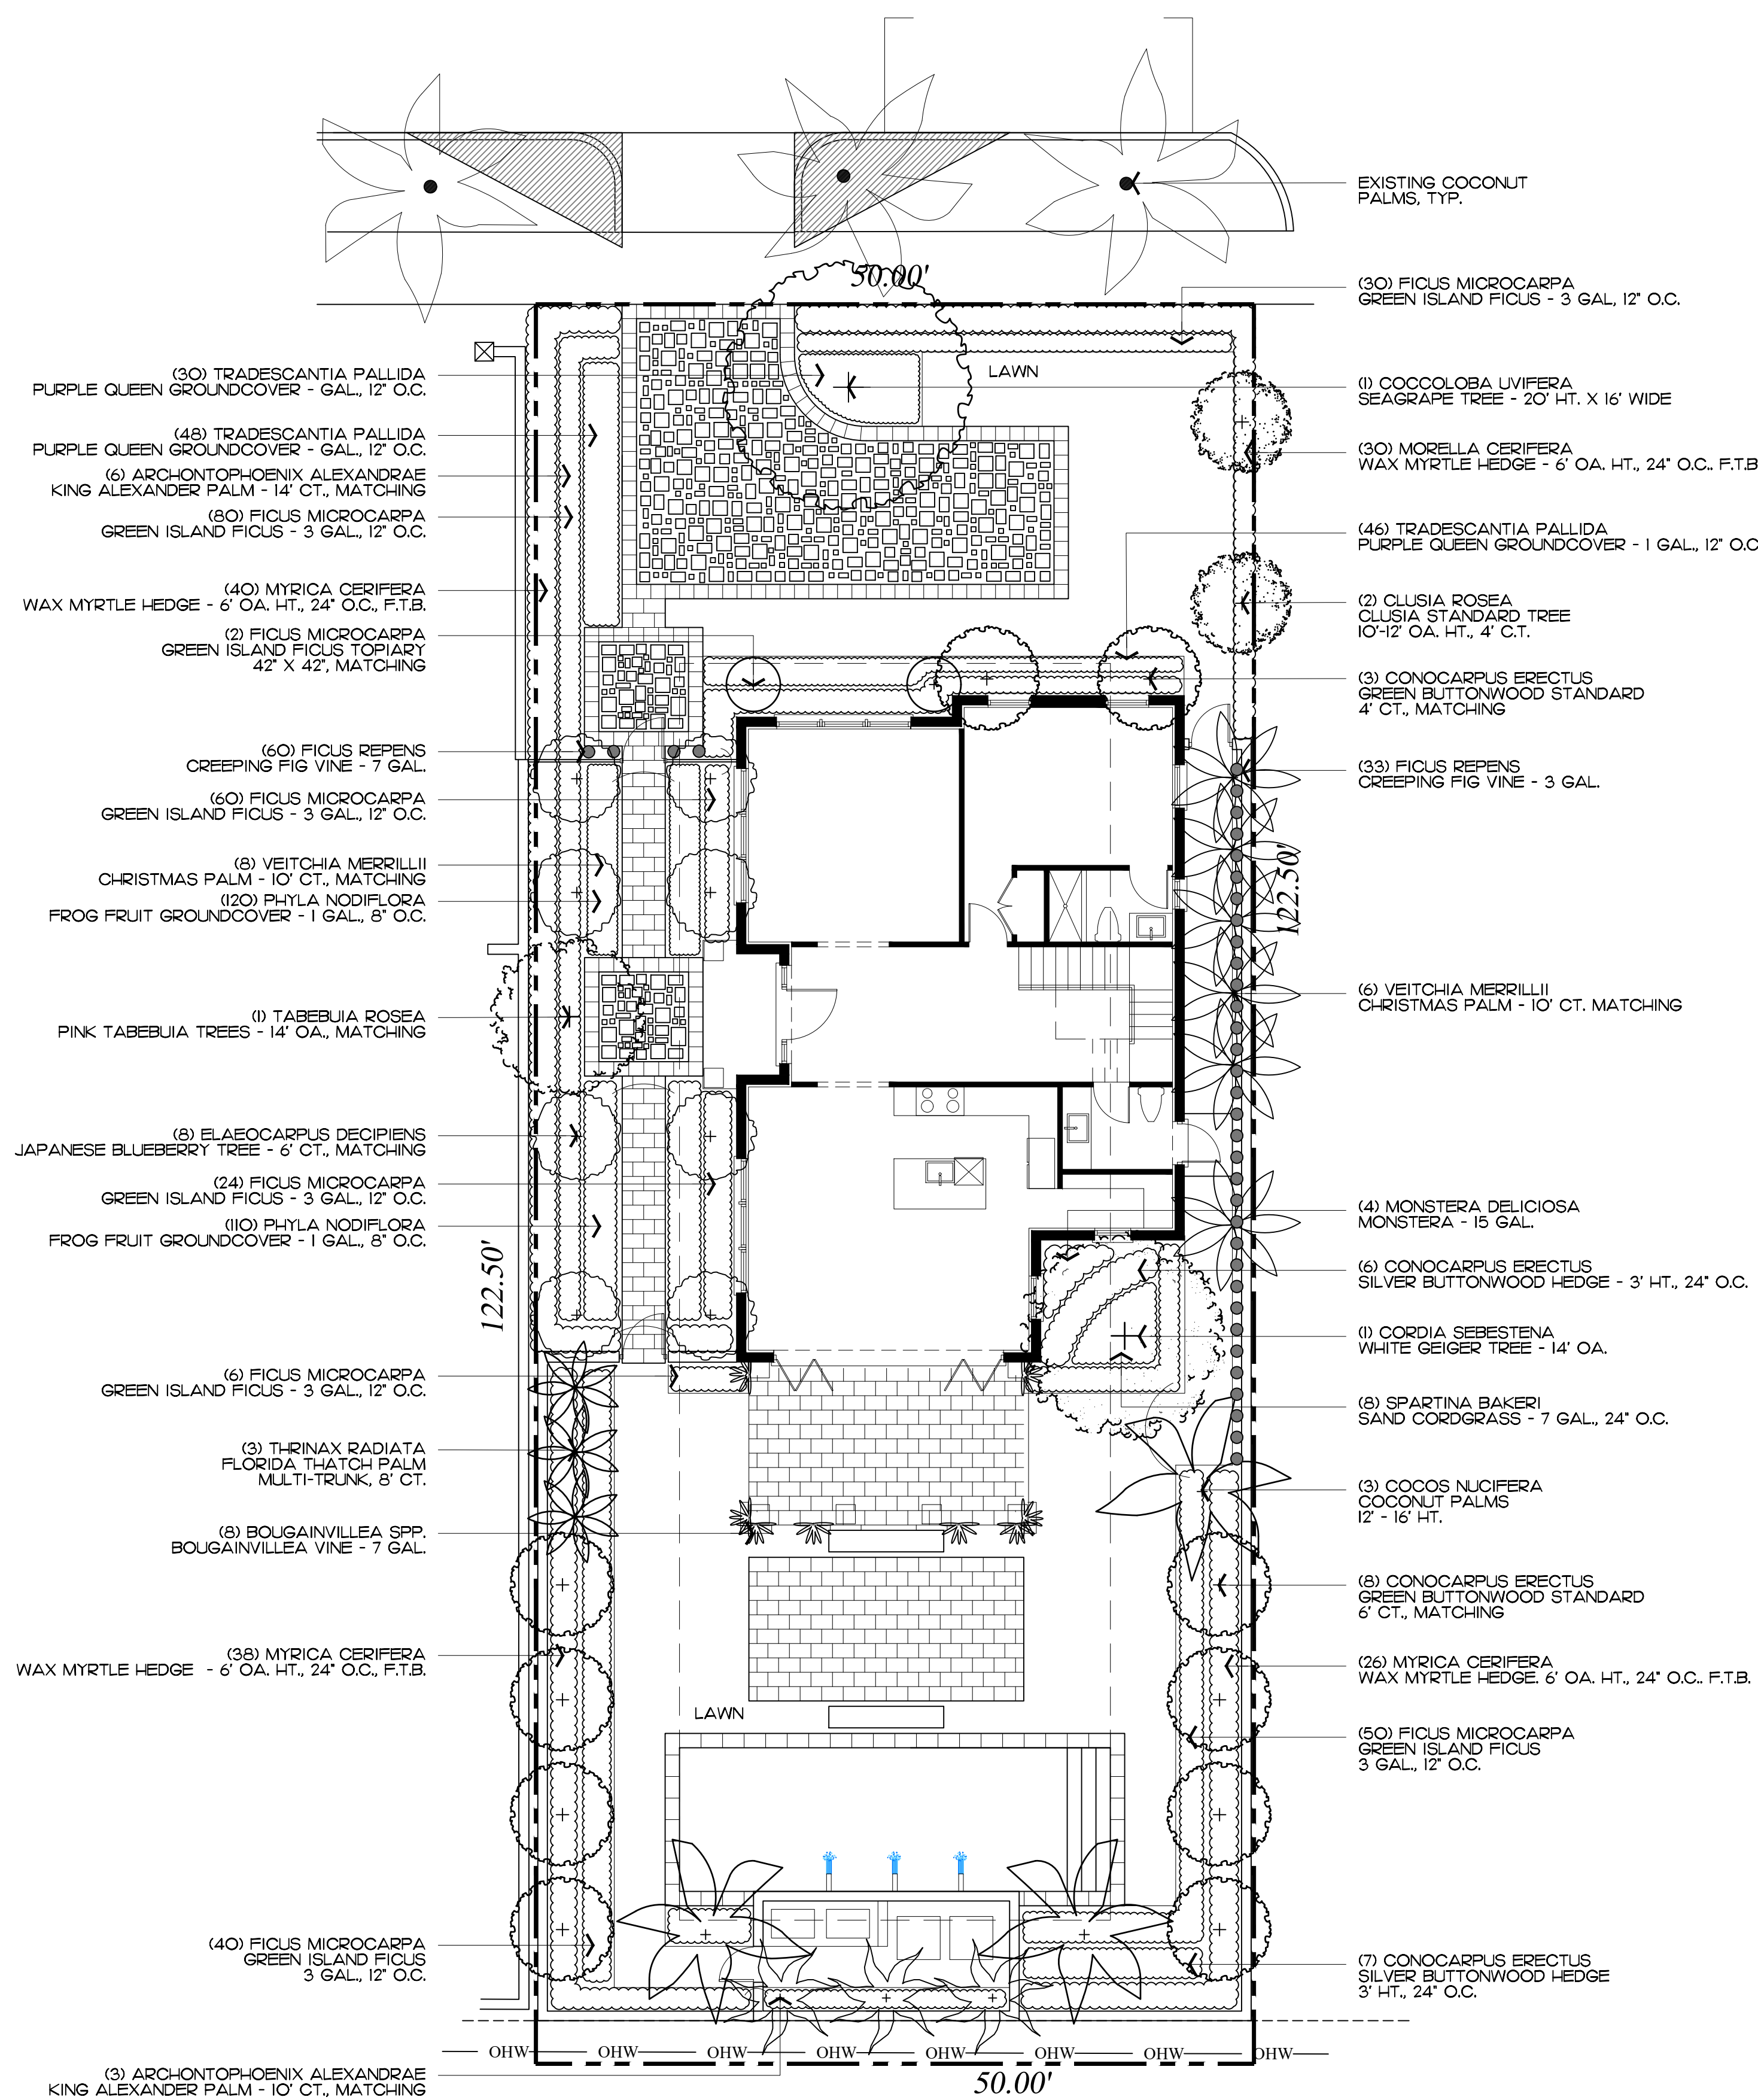 50.00'
EXISTING COCONUT
PALMS, TYP.
(30) FICUS MICROCARPA
GREEN ISLAND FICUS - 3 GAL, 12" O.C.
LAWN
(1) COCCOLOBA UVIFERA
SEAGRAPE TREE - 20' HT. X 16' WIDE
(30) MORELLA CERIFERA
WAX MYRTLE HEDGE - 6' OA. HT., 24" O.C.. F.T.B
(46) TRADESCANTIA PALLIDA
PURPLE QUEEN GROUNDCOVER - 1 GAL., 12" O.C
(2) CLUSIA ROSEA
CLUSIA STANDARD TREE
10'-12' OA. HT., 4' C.T.
(3) CONOCARPUS ERECTUS
GREEN BUTTONWOOD STANDARD
4' CT., MATCHING
(33) FICUS REPENS
CREEPING FIG VINE - 3 GAL.
122.50'
(6) VEITCHIA MERRILLII
CHRISTMAS PALM - 10' CT. MATCHING
(4) MONSTERA DELICIOSA
MONSTERA - 15 GAL.
(6) CONOCARPUS ERECTUS
SILVER BUTTONWOOD HEDGE - 3' HT., 24" O.C.
(1) CORDIA SEBESTENA
WHITE GEIGER TREE - 14' OA.
(8) SPARTINA BAKERI
SAND CORDGRASS - 7 GAL., 24" O.C.
(3) COCOS NUCIFERA
COCONUT PALMS
12' - 16' HT.
(8) CONOCARPUS ERECTUS
GREEN BUTTONWOOD STANDARD
6' CT., MATCHING
(26) MYRICA CERIFERA
WAX MYRTLE HEDGE. 6' OA. HT., 24" O.C.. F.T.B.
(50) FICUS MICROCARPA
GREEN ISLAND FICUS
3 GAL., 12" O.C.
(7) CONOCARPUS ERECTUS
SILVER BUTTONWOOD HEDGE
3' HT., 24" O.C.
(30) TRADESCANTIA PALLIDA
PURPLE QUEEN GROUNDCOVER - GAL., 12" O.C.
(48) TRADESCANTIA PALLIDA
PURPLE QUEEN GROUNDCOVER - GAL., 12" O.C.
(6) ARCHONTOPHOENIX ALEXANDRAE
KING ALEXANDER PALM - 14' CT., MATCHING
(80) FICUS MICROCARPA
GREEN ISLAND FICUS - 3 GAL., 12" O.C.
(40) MYRICA CERIFERA
WAX MYRTLE HEDGE - 6' OA. HT., 24" O.C., F.T.B.
(2) FICUS MICROCARPA
GREEN ISLAND FICUS TOPIARY
42" X 42", MATCHING
(60) FICUS REPENS
CREEPING FIG VINE - 7 GAL.
(60) FICUS MICROCARPA
GREEN ISLAND FICUS - 3 GAL., 12" O.C.
(8) VEITCHIA MERRILLII
CHRISTMAS PALM - 10' CT., MATCHING
(120) PHYLA NODIFLORA
FROG FRUIT GROUNDCOVER - 1 GAL., 8" O.C.
(1) TABEBUIA ROSEA
PINK TABEBUIA TREES - 14' OA., MATCHING
(8) ELAEOCARPUS DECIPIENS
JAPANESE BLUEBERRY TREE - 6' CT., MATCHING
(24) FICUS MICROCARPA
GREEN ISLAND FICUS - 3 GAL., 12" O.C.
(110) PHYLA NODIFLORA
FROG FRUIT GROUNDCOVER - 1 GAL., 8" O.C.
122.50'
(6) FICUS MICROCARPA
GREEN ISLAND FICUS - 3 GAL., 12" O.C.
(3) THRINAX RADIATA
FLORIDA THATCH PALM
MULTI-TRUNK, 8' CT.
(8) BOUGAINVILLEA SPP.
BOUGAINVILLEA VINE - 7 GAL.
(38) MYRICA CERIFERA
WAX MYRTLE HEDGE - 6' OA. HT., 24" O.C., F.T.B.
LAWN
(40) FICUS MICROCARPA
GREEN ISLAND FICUS
3 GAL., 12" O.C.
OHW OHW OHW OHW OHW OHW OHW OHW
(3) ARCHONTOPHOENIX ALEXANDRAE
KING ALEXANDER PALM - 10' CT., MATCHING
50.00'